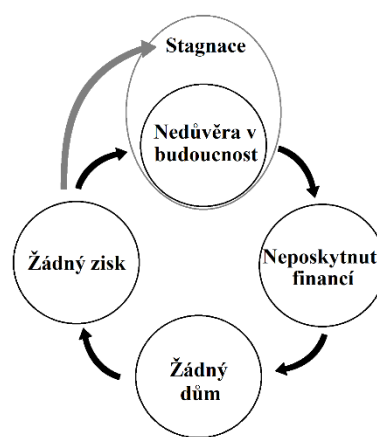 Stagnace
Nedůvěra v
budoucnost
Neposkytnut
financí
Žádný
dům
Žádný zisk